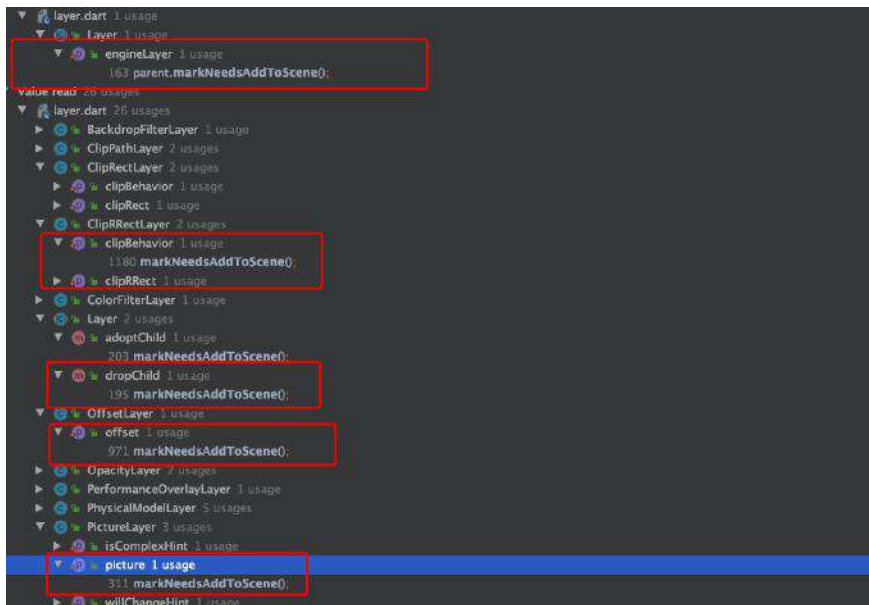 layer.dart 1 usage
Layer 1 usage
engineLayer 1 usage
163 parent.markNeedsAddToScene();
Value read 26 usages
layer.dart 26 usages
BackdropFilterLayer 1 usage
ClipPathLayer 2 usages
ClipRectLayer 2 usages
clipBehavior 1 usage
clipRect 1 usage
ClipRRectLayer 2 usages
clipBehavior 1 usage
1180 markNeedsAddToScene();
clipRRect 1 usage
ColorFilterLayer 1 usage
Layer 2 usages
adoptChild 1 usage
203 markNeedsAddToScene();
dropChild 1 usage
195 markNeedsAddToScene();
OffsetLayer 1 usage
offset 1 usage
971 markNeedsAddToScene();
OpacityLayer 2 usages
PerformanceOverlayLayer 1 usage
PhysicalModelLayer 5 usages
PictureLayer 3 usages
isComplexHint 1 usage
picture 1 usage
311 markNeedsAddToScene();
willChangeHint 1 usage